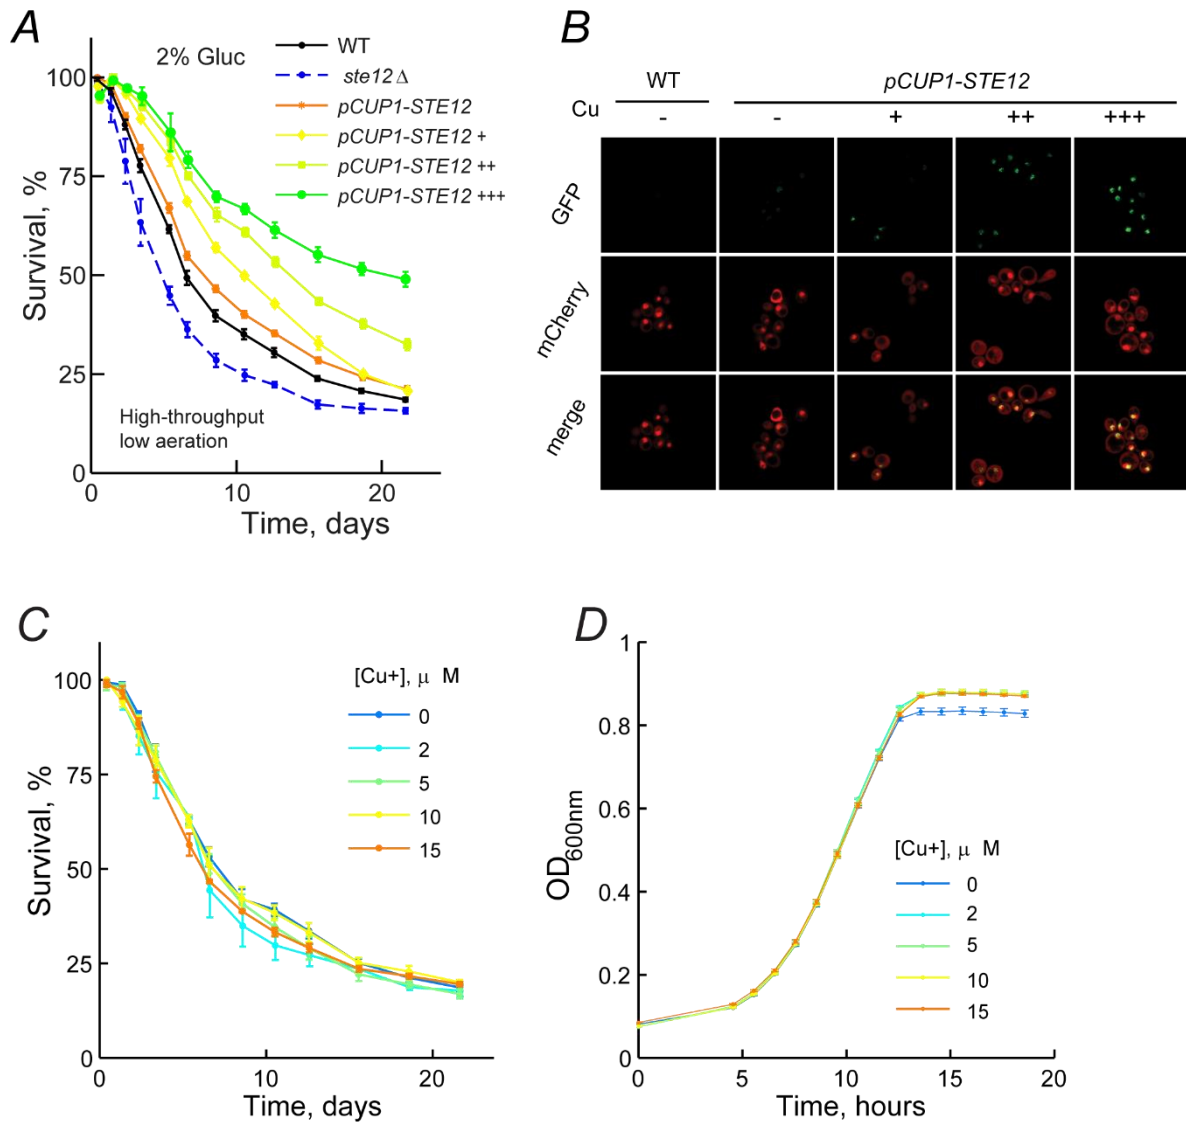 A
2% Gluc
WT
ste12 Δ
pCUP1-STE12
pCUP1-STE12 +
pCUP1-STE12 ++
pCUP1-STE12 +++
Survival, %
100
75
50
25
0
High-throughput
low aeration
0 10 20
Time, days
B
WT pCUP1-STE12
Cu - - + ++ +++
GFP
mCherry
merge
C
[Cu+], μ M
0
2
5
10
15
Survival, %
100
75
50
25
0
0 10 20
Time, days
D
OD600nm
1
0.8
0.6
0.4
0.2
0
[Cu+], μ M
0
2
5
10
15
0 5 10 15 20
Time, hours